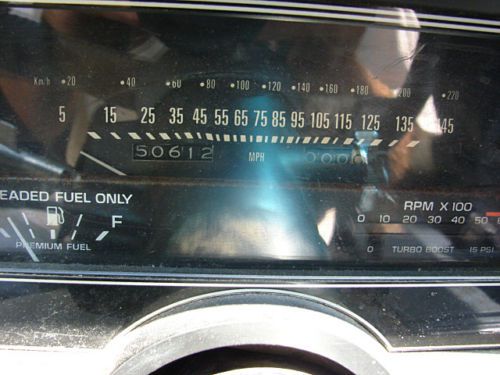 Km/h 20 40 60 80 100 120 140 160 180 200 220
5 15 25 35 45 55 65 75 85 95 105 115 125 135 145
50612 MPH 0000
EADED FUEL ONLY RPM X 100
F 0 10 20 30 40 50
PREMIUM FUEL 0 TURBO BOOST 15 PSI